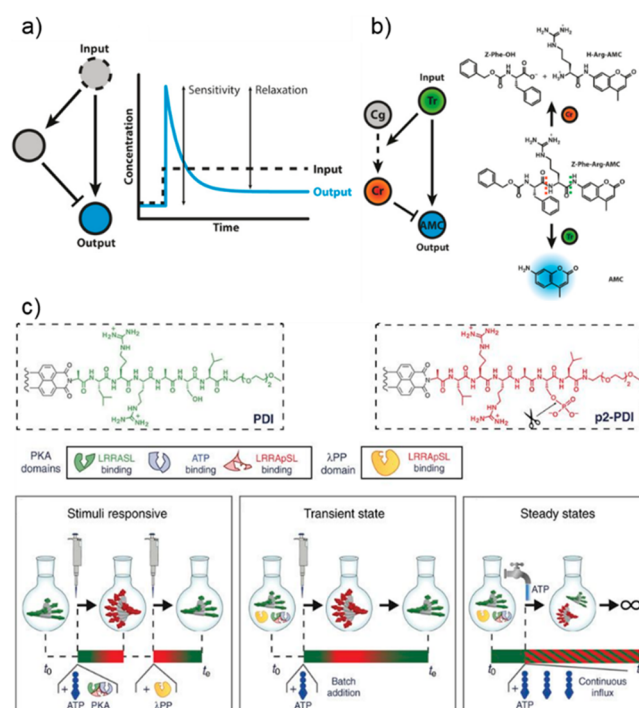 a)
Input
Output
Concentration
Sensitivity
Relaxation
Input
Output
Time
b)
Z-Phe-OH
H-Arg-AMC
Input
Tr
Cg
Cr
AMC
Output
Cr
Z-Phe-Arg-AMC
Tr
AMC
c)
PDI
p2-PDI
PKA
domains
LRRASL
binding
ATP
binding
LRRApSL
binding
λPP
domain
LRRApSL
binding
Stimuli responsive
t0
te
+
ATP
PKA
+
λPP
Transient state
t0
te
+
ATP
Batch
addition
Steady states
ATP
∞
t0
+
ATP
Continuous
influx